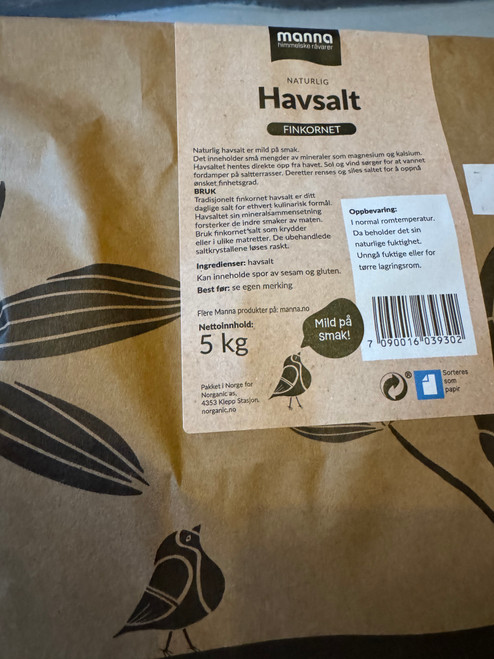 manna
himmelske råvarer
NATURLIG
Havsalt
FINKORNET
Naturlig havsalt er mild på smak.
Det inneholder små mengder av mineraler som magnesium og kalsium.
Havsaltet hentes direkte opp fra havet. Sol og vind sørger for at vannet
fordamper på saltterrasser. Deretter renses og siles saltet for å oppnå
ønsket finhetsgrad.
BRUK
Tradisjonelt finkornet havsalt er ditt
daglige salt for ethvert kulinarisk formål.
Havsaltet sin mineralsammensetning
forsterker de indre smaker av maten.
Bruk finkornet salt som krydder
eller i ulike matretter. De ubehandlede
saltkrystallene løses raskt.
Ingredienser: havsalt
Kan inneholde spor av sesam og gluten.
Best før: se egen merking
Oppbevaring:
I normal romtemperatur.
Da beholder det sin
naturlige fuktighet.
Unngå fuktige eller for
tørre lagringsrom.
Flere Manna produkter på: manna.no
Nettoinnhold:
5 kg
Mild på
smak!
7 090016 039302
Pakket i Norge for
Norganic as,
4353 Klepp Stasjon,
norganic.no
®
Sorteres
som
papir